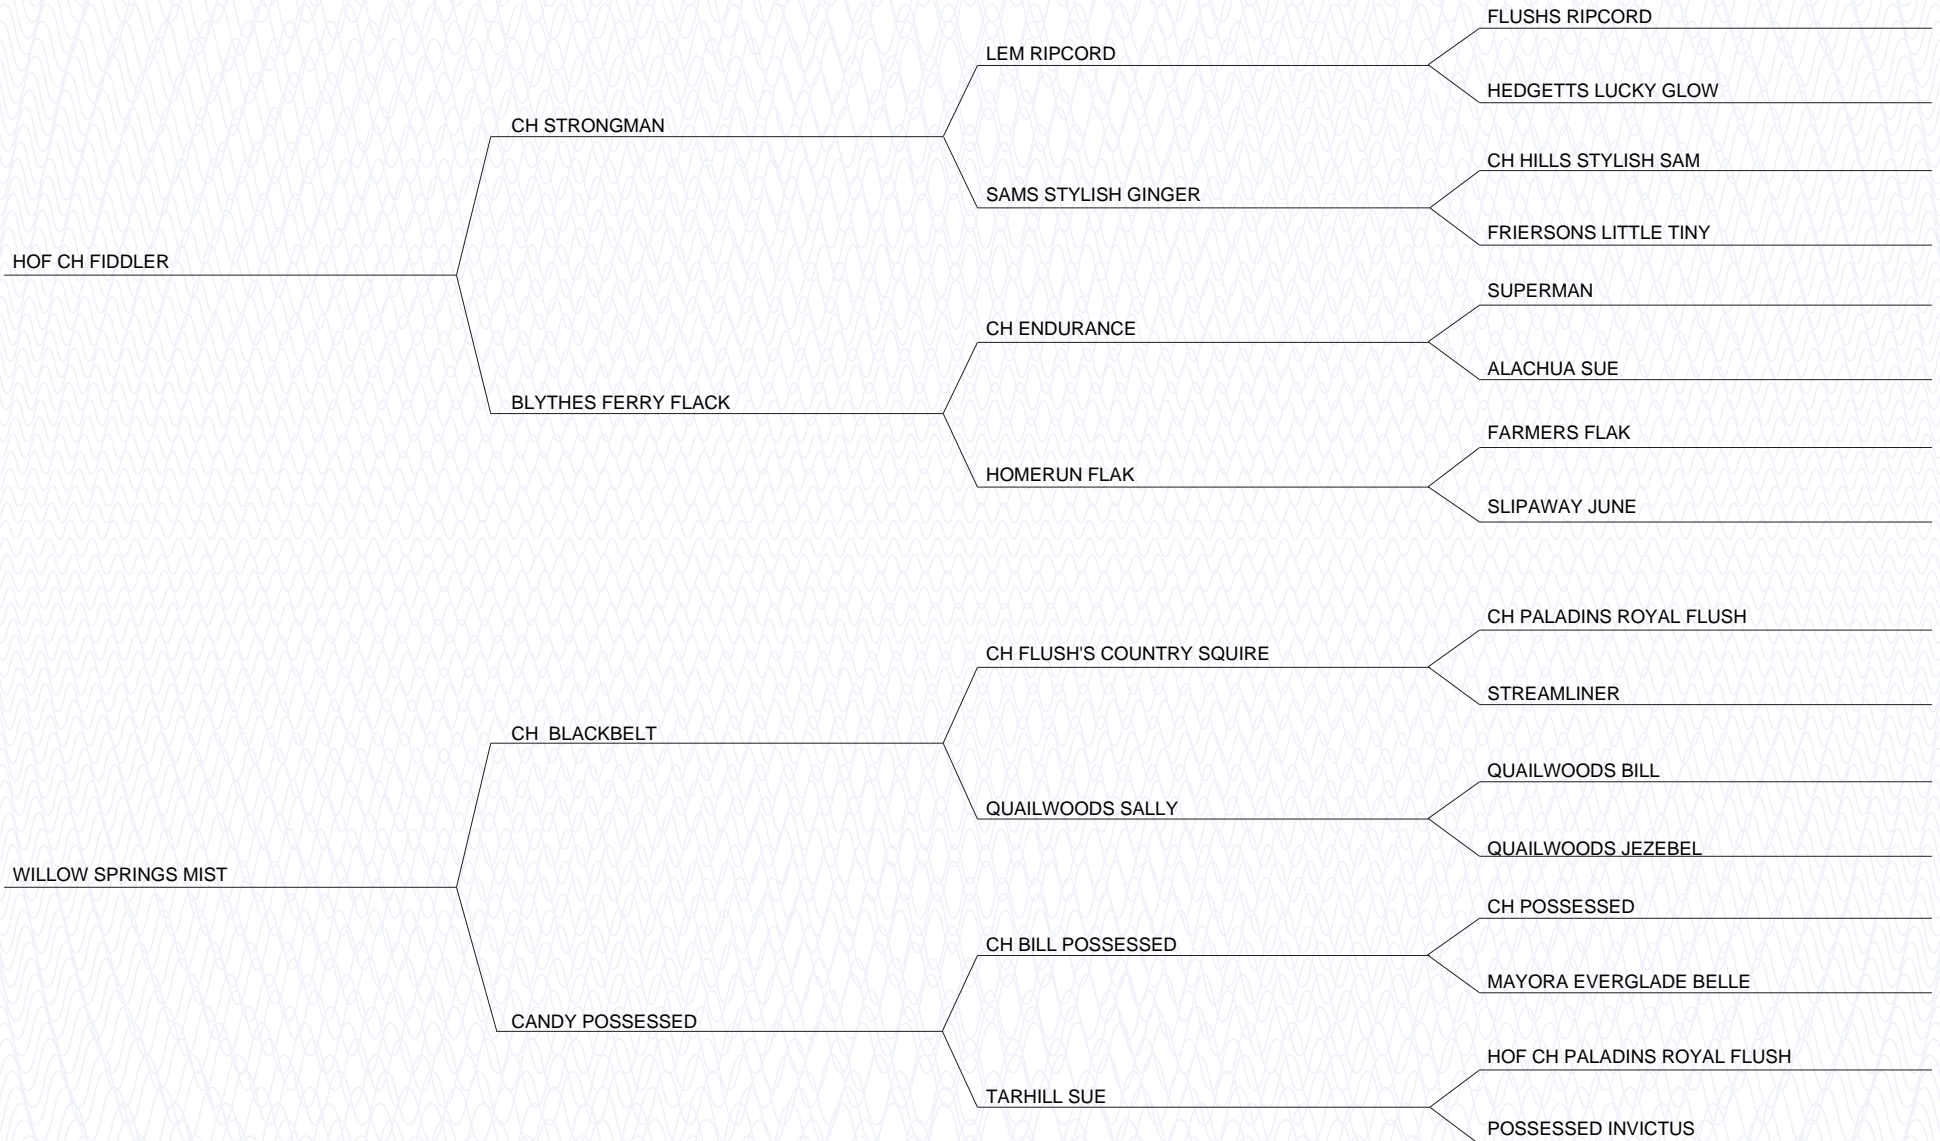 FLUSHS RIPCORD
LEM RIPCORD
HEDGETTS LUCKY GLOW
CH STRONGMAN
CH HILLS STYLISH SAM
SAMS STYLISH GINGER
FRIERSONS LITTLE TINY
HOF CH FIDDLER
SUPERMAN
CH ENDURANCE
ALACHUA SUE
BLYTHES FERRY FLACK
FARMERS FLAK
HOMERUN FLAK
SLIPAWAY JUNE
CH PALADINS ROYAL FLUSH
CH FLUSH'S COUNTRY SQUIRE
STREAMLINER
CH  BLACKBELT
QUAILWOODS BILL
QUAILWOODS SALLY
QUAILWOODS JEZEBEL
WILLOW SPRINGS MIST
CH POSSESSED
CH BILL POSSESSED
MAYORA EVERGLADE BELLE
CANDY POSSESSED
HOF CH PALADINS ROYAL FLUSH
TARHILL SUE
POSSESSED INVICTUS